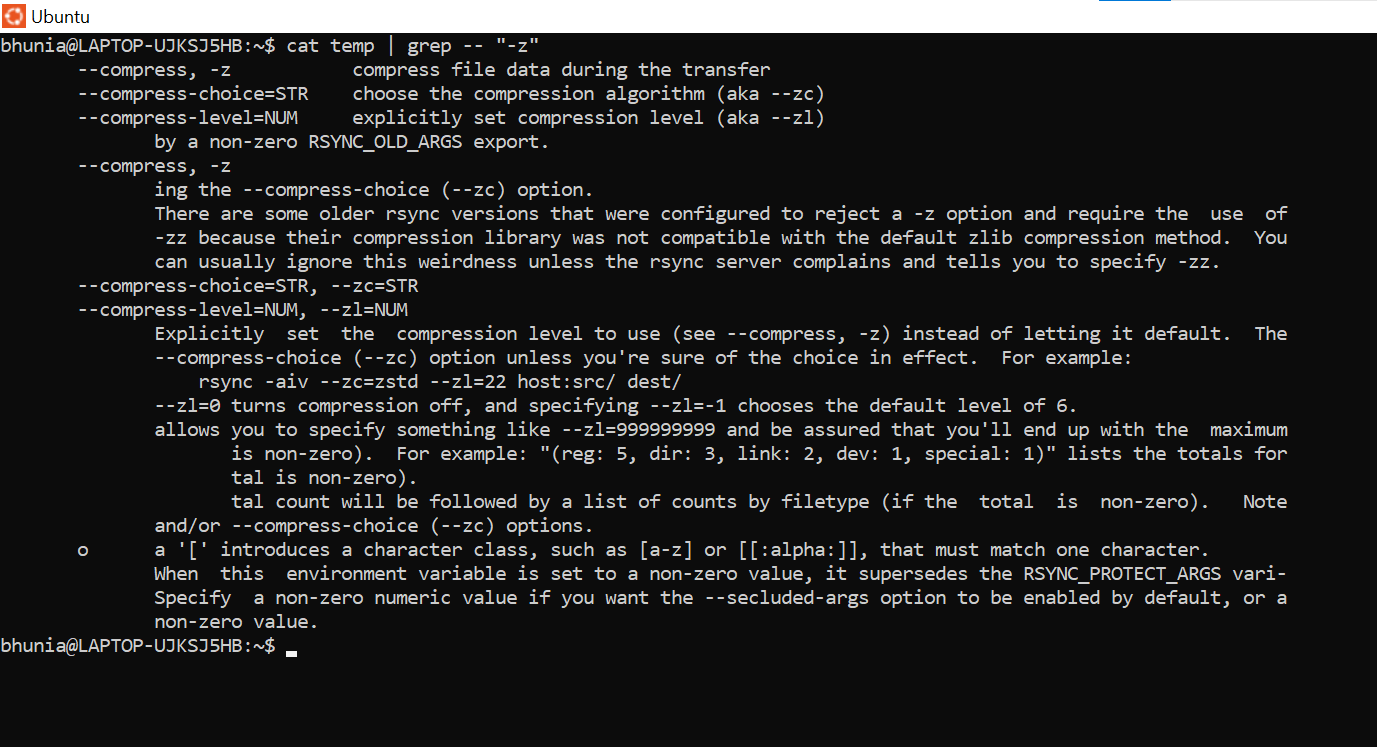 Ubuntu
bhunia@LAPTOP-UJKSJ5HB:~$ cat temp | grep -- "-z"
       --compress, -z           compress file data during the transfer
       --compress-choice=STR    choose the compression algorithm (aka --zc)
       --compress-level=NUM     explicitly set compression level (aka --zl)
              by a non-zero RSYNC_OLD_ARGS export.
       --compress, -z
              ing the --compress-choice (--zc) option.
              There are some older rsync versions that were configured to reject a -z option and require the  use  of
              -zz because their compression library was not compatible with the default zlib compression method.  You
              can usually ignore this weirdness unless the rsync server complains and tells you to specify -zz.
       --compress-choice=STR, --zc=STR
       --compress-level=NUM, --zl=NUM
              Explicitly  set  the  compression level to use (see --compress, -z) instead of letting it default.  The
              --compress-choice (--zc) option unless you're sure of the choice in effect.  For example:
                  rsync -aiv --zc=zstd --zl=22 host:src/ dest/
              --zl=0 turns compression off, and specifying --zl=-1 chooses the default level of 6.
              allows you to specify something like --zl=999999999 and be assured that you'll end up with the  maximum
                     is non-zero).  For example: "(reg: 5, dir: 3, link: 2, dev: 1, special: 1)" lists the totals for
                     tal is non-zero).
                     tal count will be followed by a list of counts by filetype (if the  total  is  non-zero).   Note
              and/or --compress-choice (--zc) options.
       o      a '[' introduces a character class, such as [a-z] or [[:alpha:]], that must match one character.
              When  this  environment variable is set to a non-zero value, it supersedes the RSYNC_PROTECT_ARGS vari-
              Specify  a non-zero numeric value if you want the --secluded-args option to be enabled by default, or a
              non-zero value.
bhunia@LAPTOP-UJKSJ5HB:~$